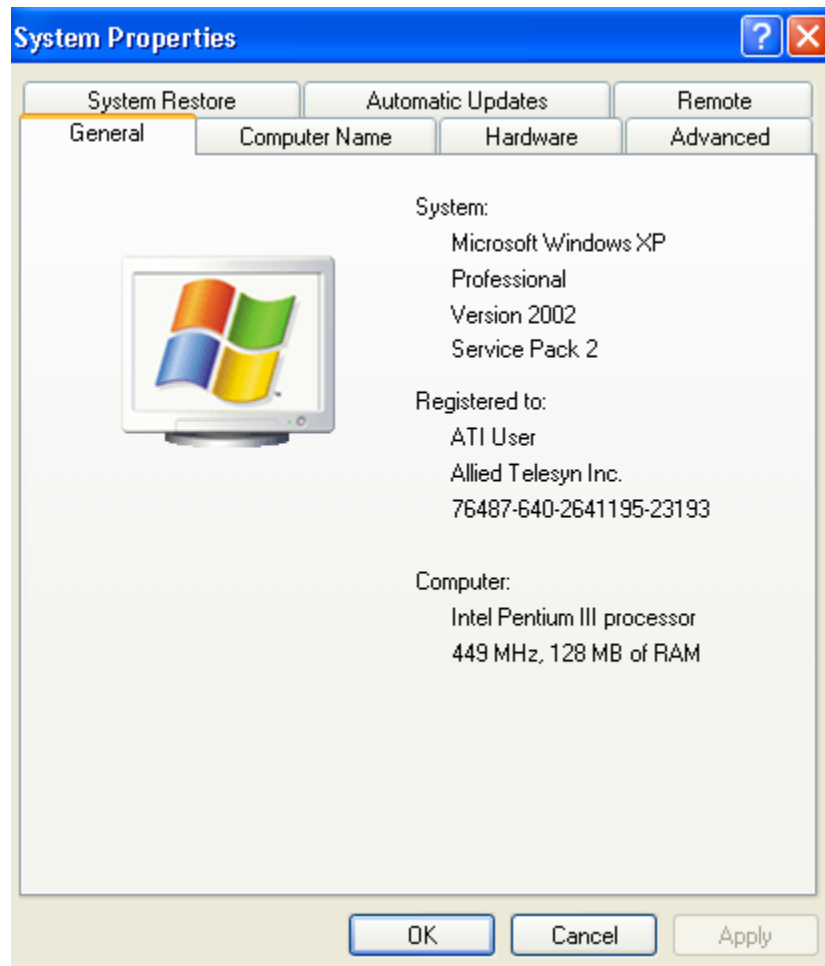 System Properties
System Restore
Automatic Updates
Remote
General
Computer Name
Hardware
Advanced
System:
Microsoft Windows XP
Professional
Version 2002
Service Pack 2
Registered to:
ATI User
Allied Telesyn Inc.
76487-640-2641195-23193
Computer:
Intel Pentium III processor
449 MHz, 128 MB of RAM
OK
Cancel
Apply